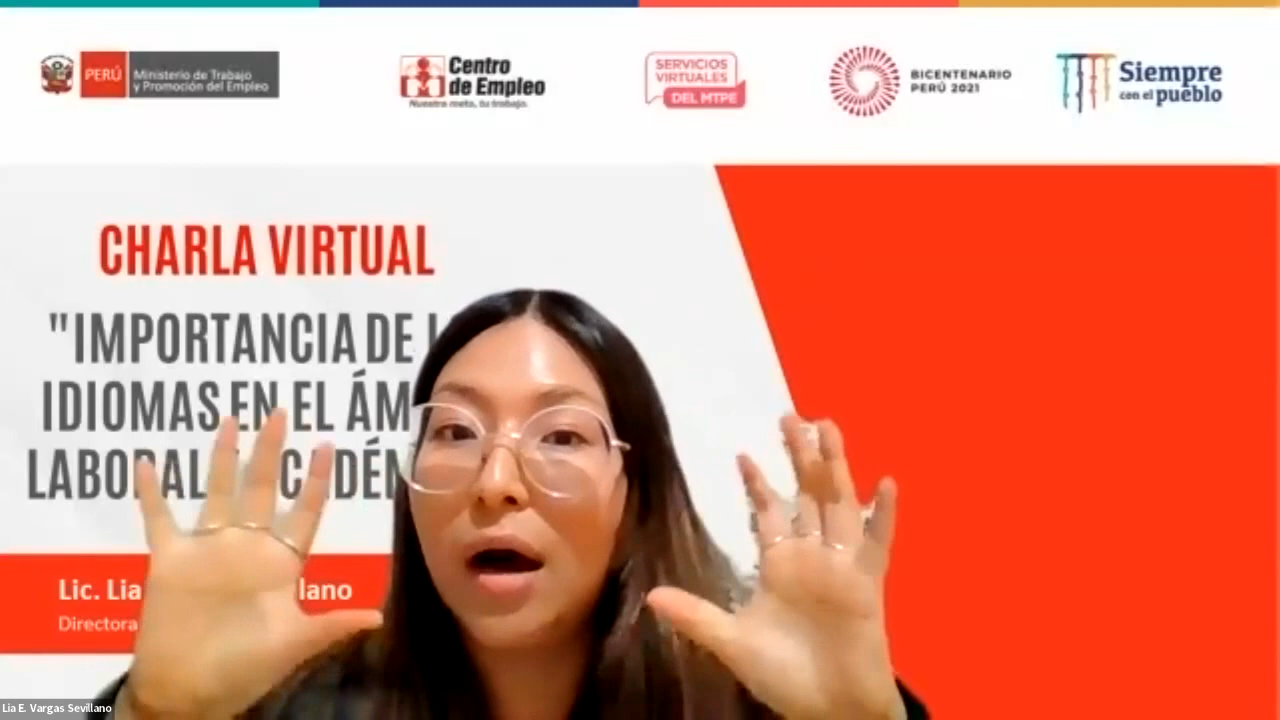 PERÚ
Ministerio de Trabajo
y Promoción del Empleo
Centro
de Empleo
Nuestra meta, tu trabajo.
SERVICIOS
VIRTUALES
DEL MTPE
BICENTENARIO
PERÚ 2021
Siempre
con el pueblo
CHARLA VIRTUAL
"IMPORTANCIA DE
IDIOMAS EN EL ÁM
LABORAL CADÉM
Lic. Lia lano
Directora
Lia E. Vargas Sevillano